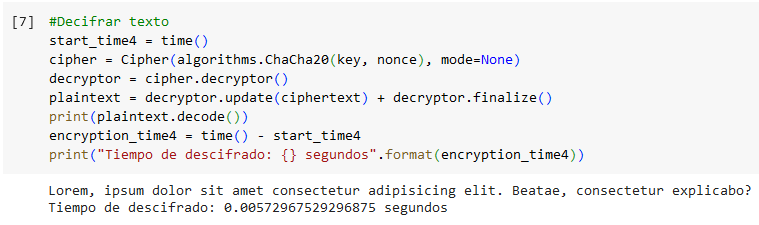 [7] #Decifrar texto
start_time4 = time()
cipher = Cipher(algorithms.ChaCha20(key, nonce), mode=None)
decryptor = cipher.decryptor()
plaintext = decryptor.update(ciphertext) + decryptor.finalize()
print(plaintext.decode())
encryption_time4 = time() - start_time4
print("Tiempo de descifrado: {} segundos".format(encryption_time4))
Lorem, ipsum dolor sit amet consectetur adipisicing elit. Beatae, consectetur explicabo?
Tiempo de descifrado: 0.00572967529296875 segundos